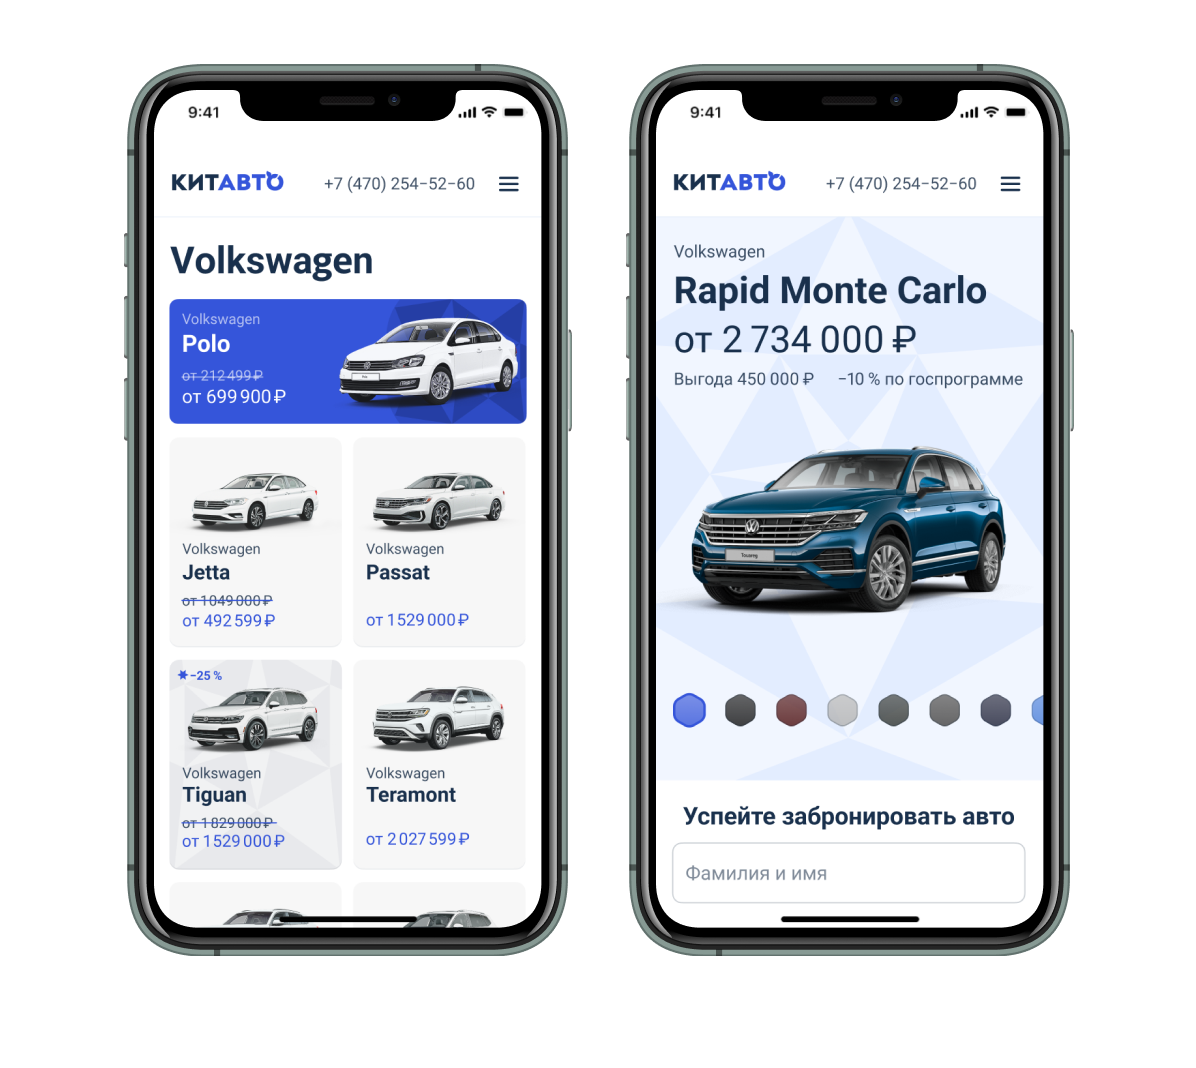 9:41
КИТАВТО
+7 (470) 254-52-60
Volkswagen
Volkswagen
Polo
от 212 499 ₽
от 699 900 ₽
Volkswagen
Jetta
от 1 049 000 ₽
от 492 599 ₽
Volkswagen
Passat
от 1 529 000 ₽
−25 %
Volkswagen
Tiguan
от 1 829 000 ₽
от 1 529 000 ₽
Volkswagen
Teramont
от 2 027 599 ₽
9:41
КИТАВТО
+7 (470) 254-52-60
Volkswagen
Rapid Monte Carlo
от 2 734 000 ₽
Выгода 450 000 ₽ −10 % по госпрограмме
Touareg
Успейте забронировать авто
Фамилия и имя